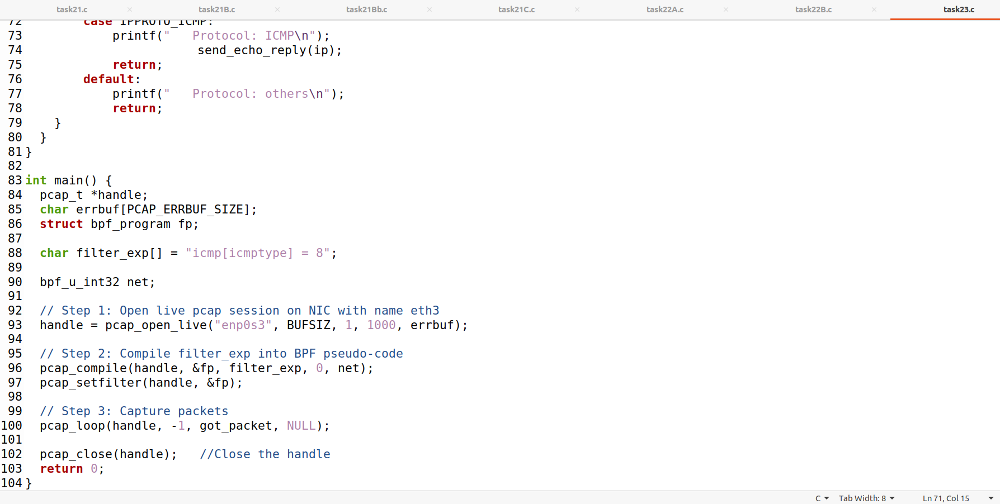 task21.c × task21B.c × task21Bb.c × task21C.c × task22A.c × task22B.c × task23.c
72         case IPPROTO_ICMP:
73             printf("   Protocol: ICMP\n");
74                         send_echo_reply(ip);
75             return;
76         default:
77             printf("   Protocol: others\n");
78             return;
79     }
80   }
81 }
82
83 int main() {
84   pcap_t *handle;
85   char errbuf[PCAP_ERRBUF_SIZE];
86   struct bpf_program fp;
87
88   char filter_exp[] = "icmp[icmptype] = 8";
89
90   bpf_u_int32 net;
91
92   // Step 1: Open live pcap session on NIC with name eth3
93   handle = pcap_open_live("enp0s3", BUFSIZ, 1, 1000, errbuf);
94
95   // Step 2: Compile filter_exp into BPF pseudo-code
96   pcap_compile(handle, &fp, filter_exp, 0, net);
97   pcap_setfilter(handle, &fp);
98
99   // Step 3: Capture packets
100   pcap_loop(handle, -1, got_packet, NULL);
101
102   pcap_close(handle);   //Close the handle
103   return 0;
104 }
C Tab Width: 8 Ln 71, Col 15